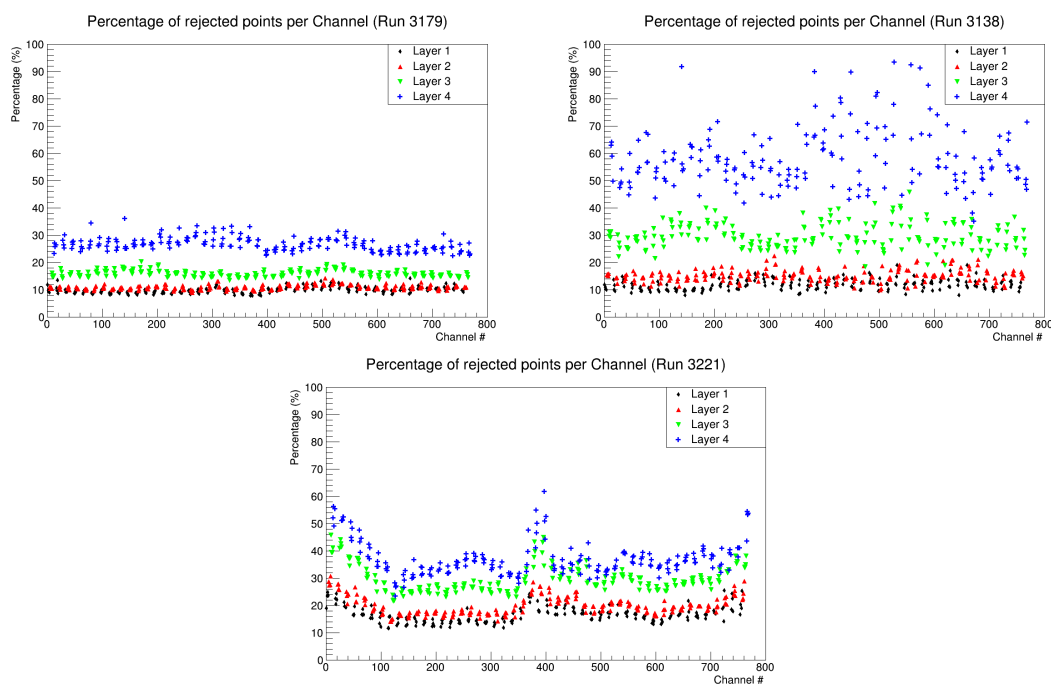 Percentage of rejected points per Channel (Run 3179)
Percentage (%)
100
90
80
70
60
50
40
30
20
10
0
0 100 200 300 400 500 600 700 800
Channel #
Layer 1
Layer 2
Layer 3
Layer 4
Percentage of rejected points per Channel (Run 3138)
Percentage (%)
100
90
80
70
60
50
40
30
20
10
0
0 100 200 300 400 500 600 700 800
Channel #
Layer 1
Layer 2
Layer 3
Layer 4
Percentage of rejected points per Channel (Run 3221)
Percentage (%)
100
90
80
70
60
50
40
30
20
10
0
0 100 200 300 400 500 600 700 800
Channel #
Layer 1
Layer 2
Layer 3
Layer 4